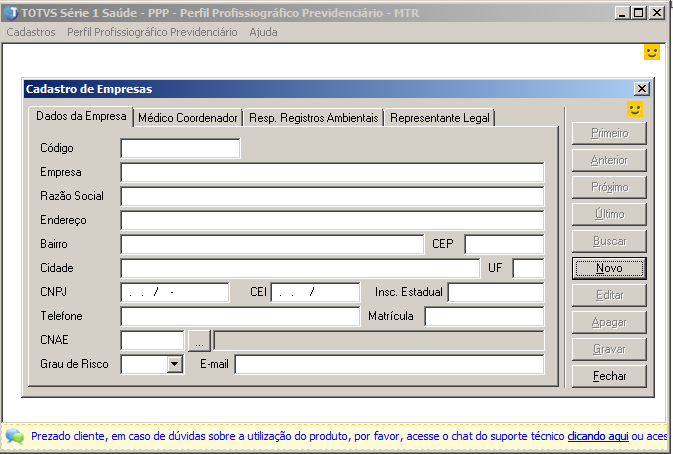 TOTVS Série 1 Saúde - PPP - Perfil Profissiográfico Previdenciário - MTR
Cadastros Perfil Profissiográfico Previdenciário Ajuda
Cadastro de Empresas
Dados da Empresa Médico Coordenador Resp. Registros Ambientais Representante Legal
Primeiro
Anterior
Próximo
Último
Buscar
Novo
Editar
Apagar
Gravar
Fechar
Código
Empresa
Razão Social
Endereço
Bairro CEP
Cidade UF
CNPJ . . / - CEI . . / Insc. Estadual
Telefone Matrícula
CNAE ...
Grau de Risco E-mail
Prezado cliente, em caso de dúvidas sobre a utilização do produto, por favor, acesse o chat do suporte técnico clicando aqui ou aces